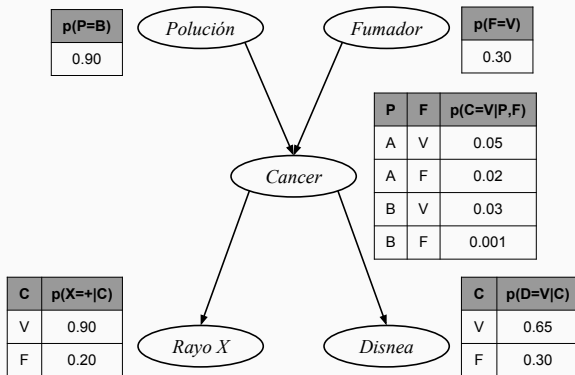 p(P=B)
0.90
Polución
Fumador
p(F=V)
0.30
P F p(C=V|P,F)
A V 0.05
A F 0.02
B V 0.03
B F 0.001
Cancer
C p(X=+|C)
V 0.90
F 0.20
Rayo X
Disnea
C p(D=V|C)
V 0.65
F 0.30